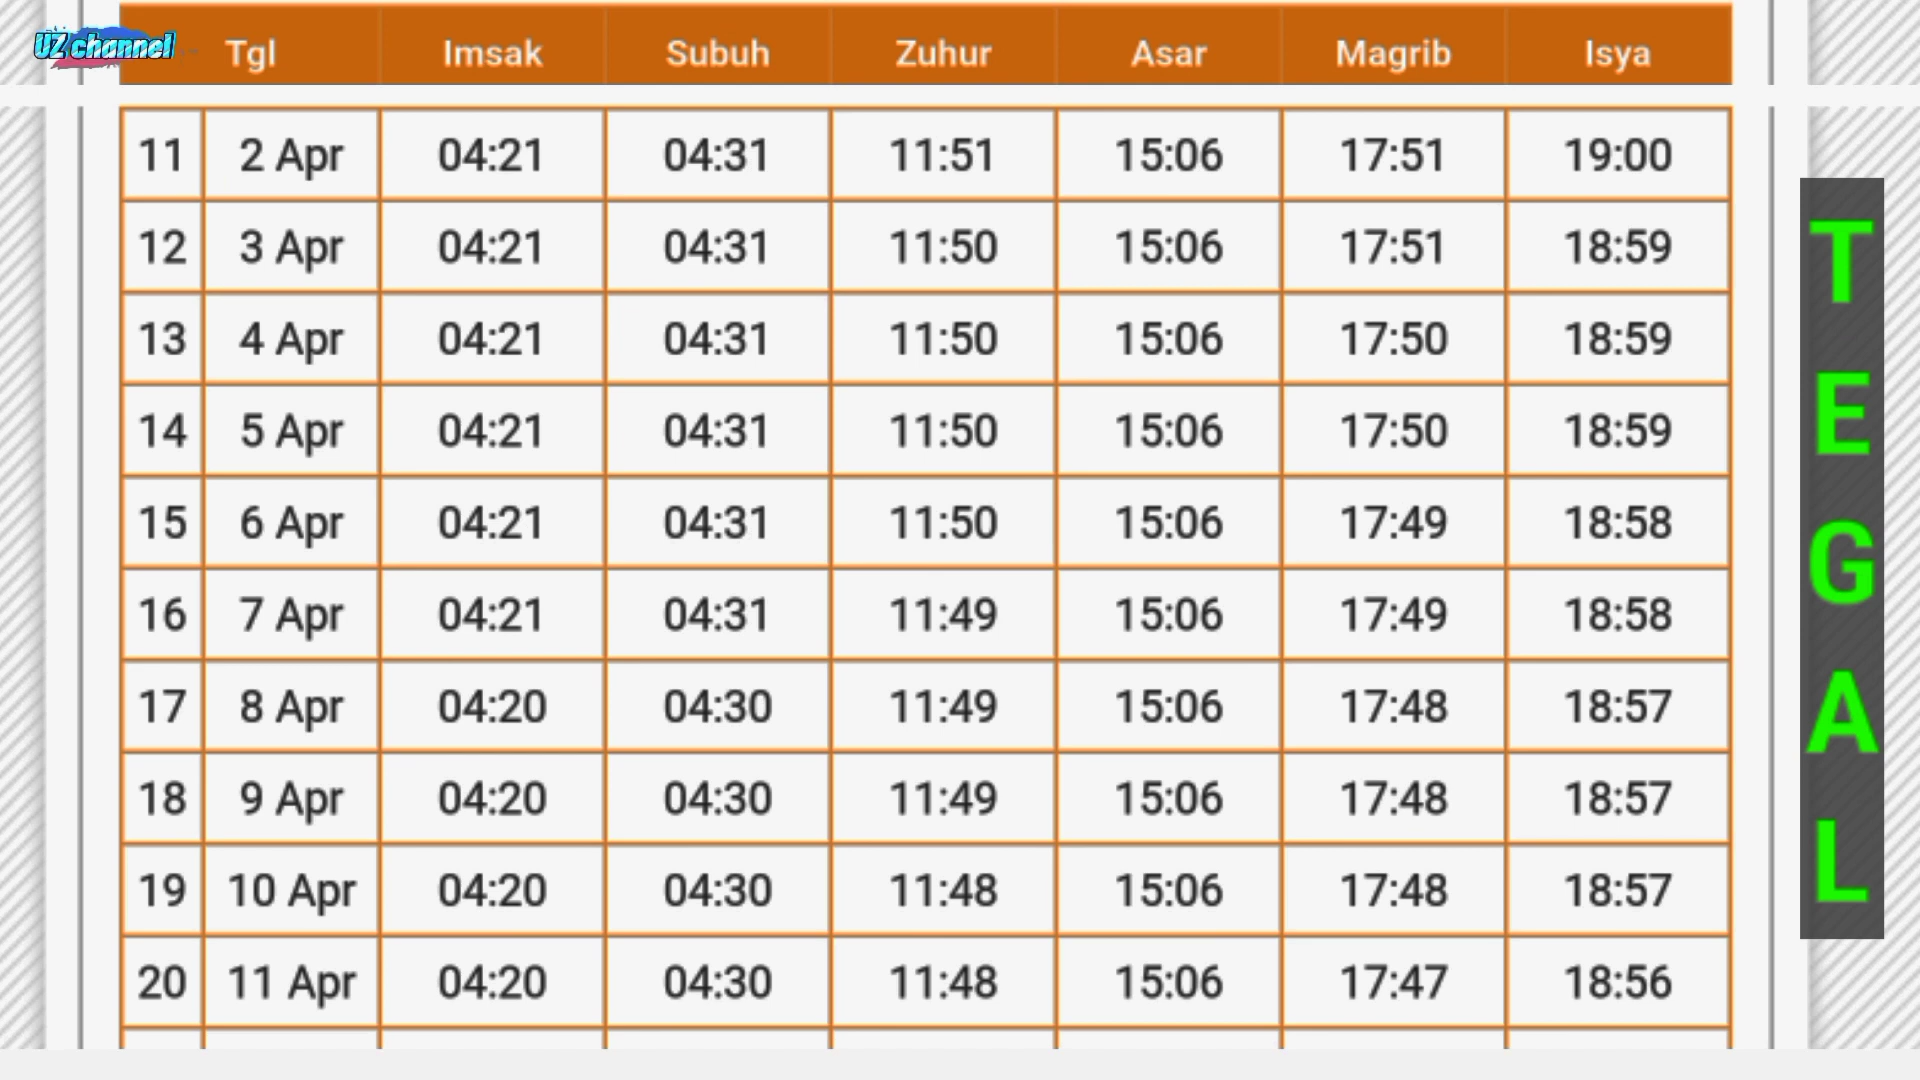 UZ channel
Tgl Imsak Subuh Zuhur Asar Magrib Isya
11 2 Apr 04:21 04:31 11:51 15:06 17:51 19:00
12 3 Apr 04:21 04:31 11:50 15:06 17:51 18:59
13 4 Apr 04:21 04:31 11:50 15:06 17:50 18:59
14 5 Apr 04:21 04:31 11:50 15:06 17:50 18:59
15 6 Apr 04:21 04:31 11:50 15:06 17:49 18:58
16 7 Apr 04:21 04:31 11:49 15:06 17:49 18:58
17 8 Apr 04:20 04:30 11:49 15:06 17:48 18:57
18 9 Apr 04:20 04:30 11:49 15:06 17:48 18:57
19 10 Apr 04:20 04:30 11:48 15:06 17:48 18:57
20 11 Apr 04:20 04:30 11:48 15:06 17:47 18:56
TEGAL